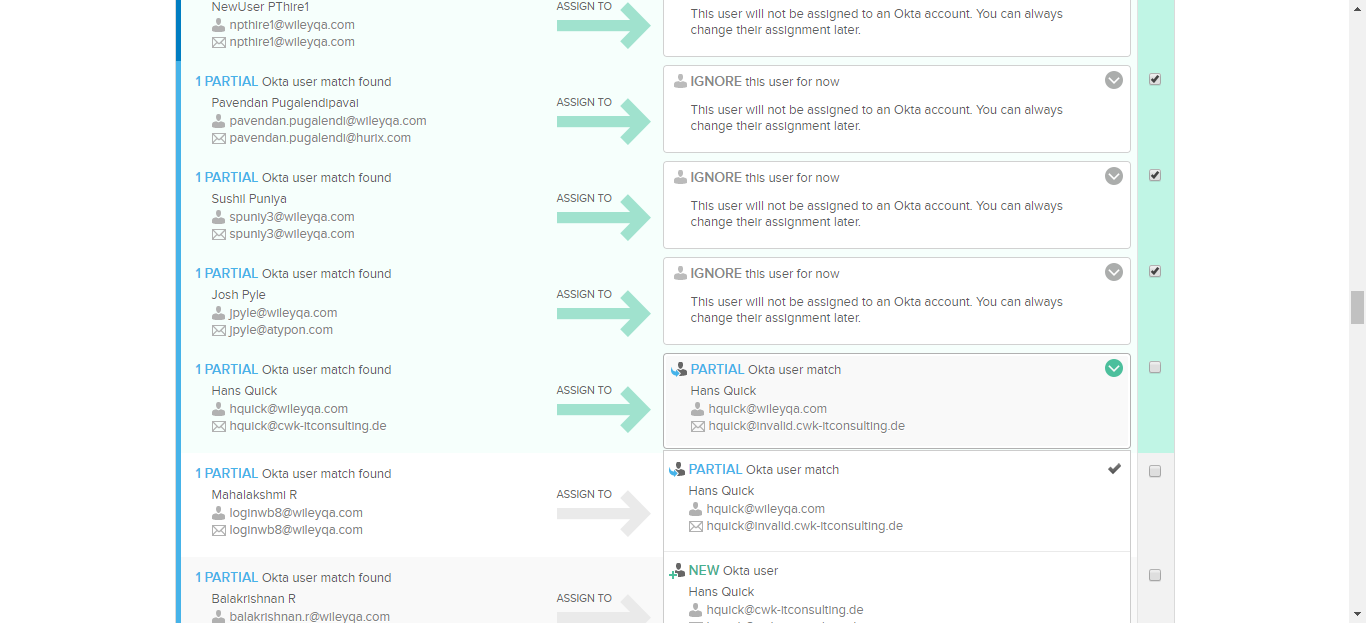 NewUser PThire1
npthire1@wileyqa.com
npthire1@wileyqa.com
ASSIGN TO
This user will not be assigned to an Okta account. You can always
change their assignment later.
1 PARTIAL Okta user match found
Pavendan Pugalendipavai
pavendan.pugalendi@wileyqa.com
pavendan.pugalendi@hurix.com
ASSIGN TO
IGNORE this user for now
This user will not be assigned to an Okta account. You can always
change their assignment later.
1 PARTIAL Okta user match found
Sushil Puniya
spuniy3@wileyqa.com
spuniy3@wileyqa.com
ASSIGN TO
IGNORE this user for now
This user will not be assigned to an Okta account. You can always
change their assignment later.
1 PARTIAL Okta user match found
Josh Pyle
jpyle@wileyqa.com
jpyle@atypon.com
ASSIGN TO
IGNORE this user for now
This user will not be assigned to an Okta account. You can always
change their assignment later.
1 PARTIAL Okta user match found
Hans Quick
hquick@wileyqa.com
hquick@cwk-itconsulting.de
ASSIGN TO
PARTIAL Okta user match
Hans Quick
hquick@wileyqa.com
hquick@invalid.cwk-itconsulting.de
1 PARTIAL Okta user match found
Mahalakshmi R
loginwb8@wileyqa.com
loginwb8@wileyqa.com
ASSIGN TO
PARTIAL Okta user match
Hans Quick
hquick@wileyqa.com
hquick@invalid.cwk-itconsulting.de
1 PARTIAL Okta user match found
Balakrishnan R
balakrishnan.r@wileyqa.com
ASSIGN TO
NEW Okta user
Hans Quick
hquick@cwk-itconsulting.de